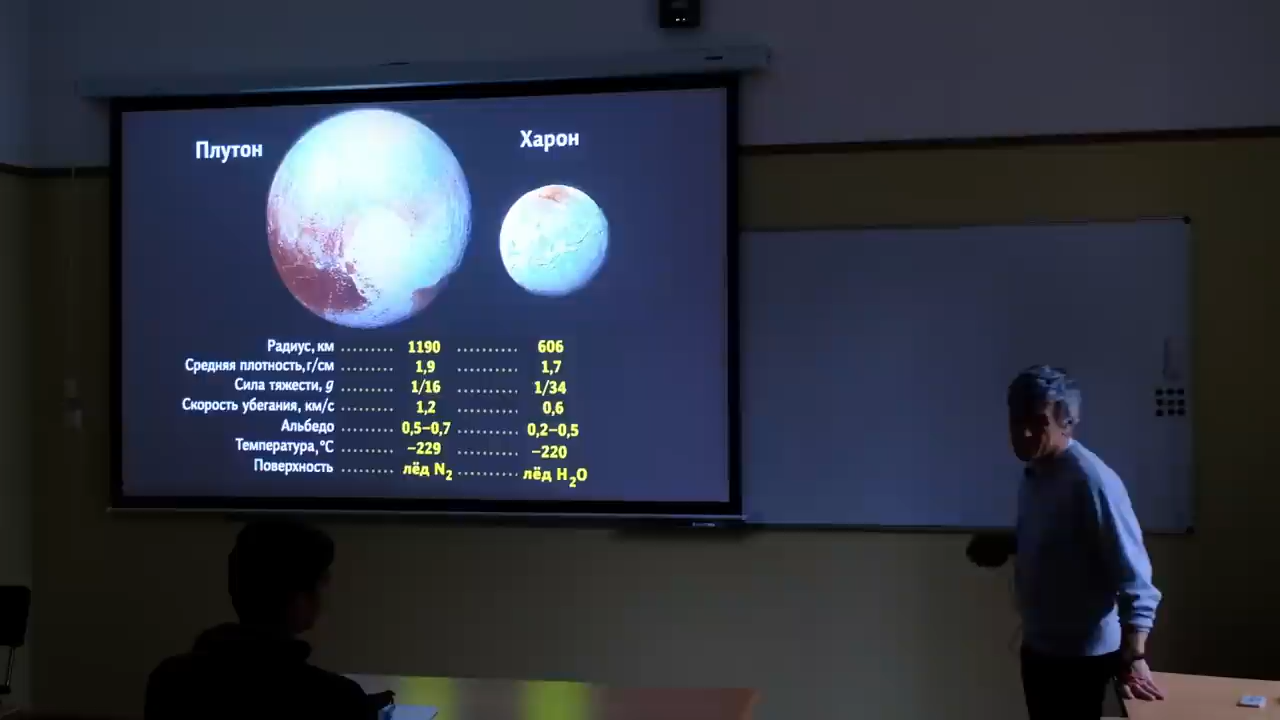 Плутон
Харон
Радиус, км ......... 1190 .......... 606
Средняя плотность, г/см ......... 1,9 .......... 1,7
Сила тяжести, g ......... 1/16 .......... 1/34
Скорость убегания, км/с ......... 1,2 .......... 0,6
Альбедо ......... 0,5–0,7 .......... 0,2–0,5
Температура, °C ......... –229 .......... –220
Поверхность ......... лёд N₂ .......... лёд H₂O